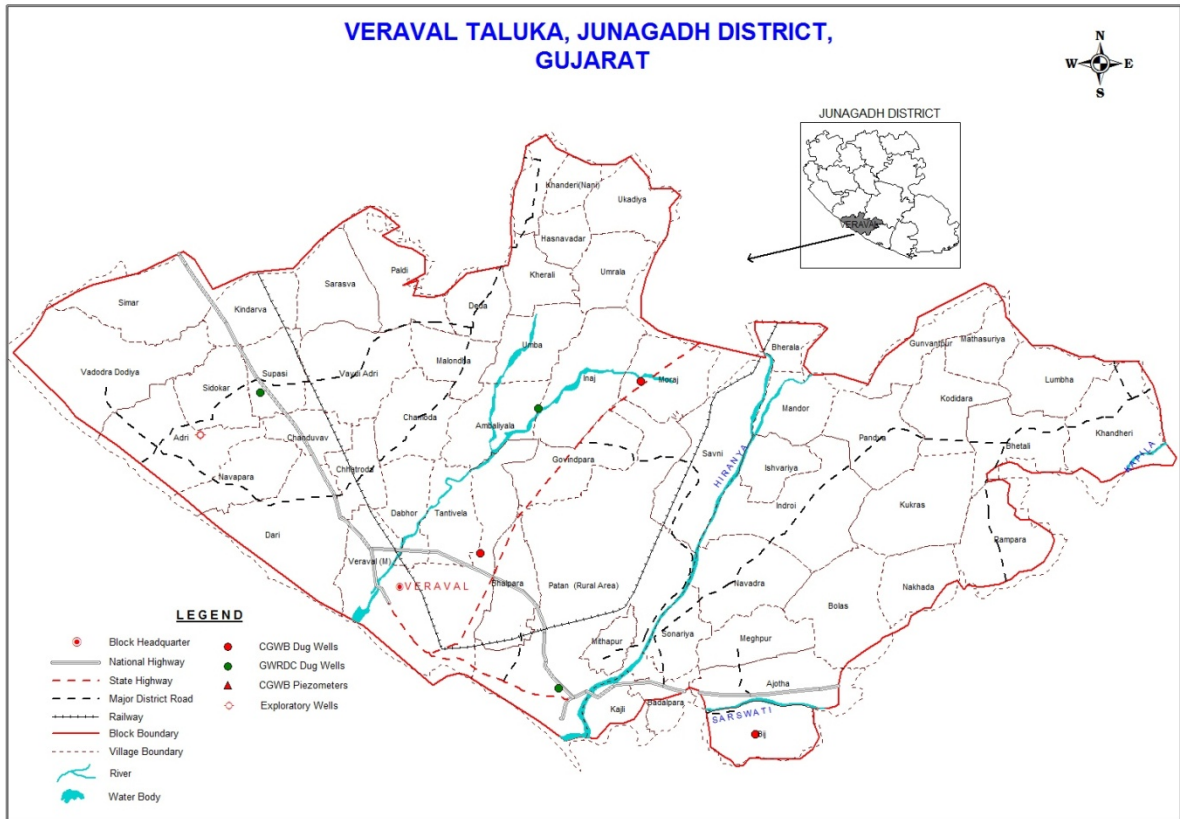 VERAVAL TALUKA, JUNAGADH DISTRICT,
GUJARAT
N
W E
S
JUNAGADH DISTRICT
VERAVAL
Khanderi(Nani)
Ukadiya
Hasnavadar
Kherali
Umrala
Paldi
Sarasva
Simar
Kindarva
Deda
Umba
Bherala
Gunvantpur
Mathasuriya
Malondha
Vadodra Dodiya
Supasi
Vavdi Adri
Inaj
Moraj
Lumbha
Sidokar
Kodidara
Mandor
Chamoda
Ambaliyala
Khandheri
Adri
Chanduvav
Pandva
Bhetali
Savni
Govindpara
KAPILA
HIRANYA
Ishvariya
Chhatroda
Navapara
Indroi
Kukras
Dabhor
Tantivela
Dari
Rampara
Veraval (M)
VERAVAL
Bhalpara
Patan (Rural Area)
Navadra
Nakhada
Bolas
Mithapur
Sonariya
Meghpur
Ajotha
Kajli
Badalpara
SARSWATI
Bij
LEGEND
Block Headquarter
National Highway
State Highway
Major District Road
Railway
Block Boundary
Village Boundary
River
Water Body
CGWB Dug Wells
GWRDC Dug Wells
CGWB Piezometers
Exploratory Wells